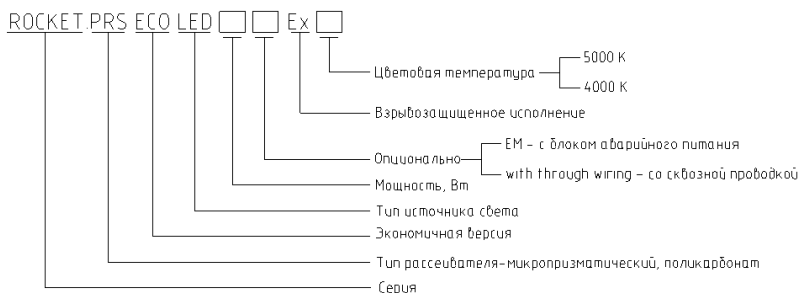 ROCKET.PRS ECO LED Ex
5000 К
Цветовая температура
4000 К
Взрывозащищенное исполнение
EM - с блоком аварийного питания
Опционально
with through wiring - со сквозной проводкой
Мощность, Вт
Тип источника света
Экономичная версия
Тип рассеивателя-микропризматический, поликарбонат
Серия